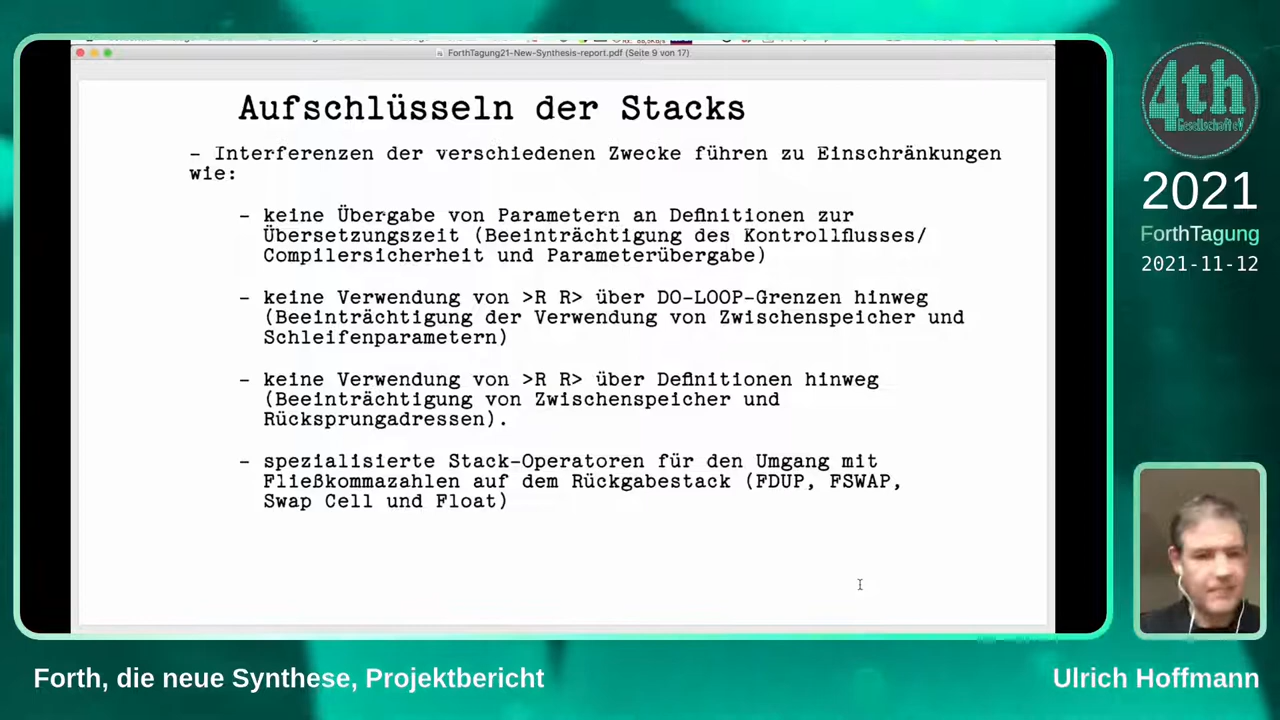 ForthTagung21-New-Synthesis-report.pdf (Seite 9 von 17)
Aufschlüsseln der Stacks
– Interferenzen der verschiedenen Zwecke führen zu Einschränkungen
wie:
– keine Übergabe von Parametern an Definitionen zur
Übersetzungszeit (Beeinträchtigung des Kontrollflusses/
Compilersicherheit und Parameterübergabe)
– keine Verwendung von >R R> über DO-LOOP-Grenzen hinweg
(Beeinträchtigung der Verwendung von Zwischenspeicher und
Schleifenparametern)
– keine Verwendung von >R R> über Definitionen hinweg
(Beeinträchtigung von Zwischenspeicher und
Rücksprungadressen).
– spezialisierte Stack-Operatoren für den Umgang mit
Fließkommazahlen auf dem Rückgabestack (FDUP, FSWAP,
Swap Cell und Float)
4th
Gesellschaft eV
2021
ForthTagung
2021-11-12
Forth, die neue Synthese, Projektbericht
Ulrich Hoffmann